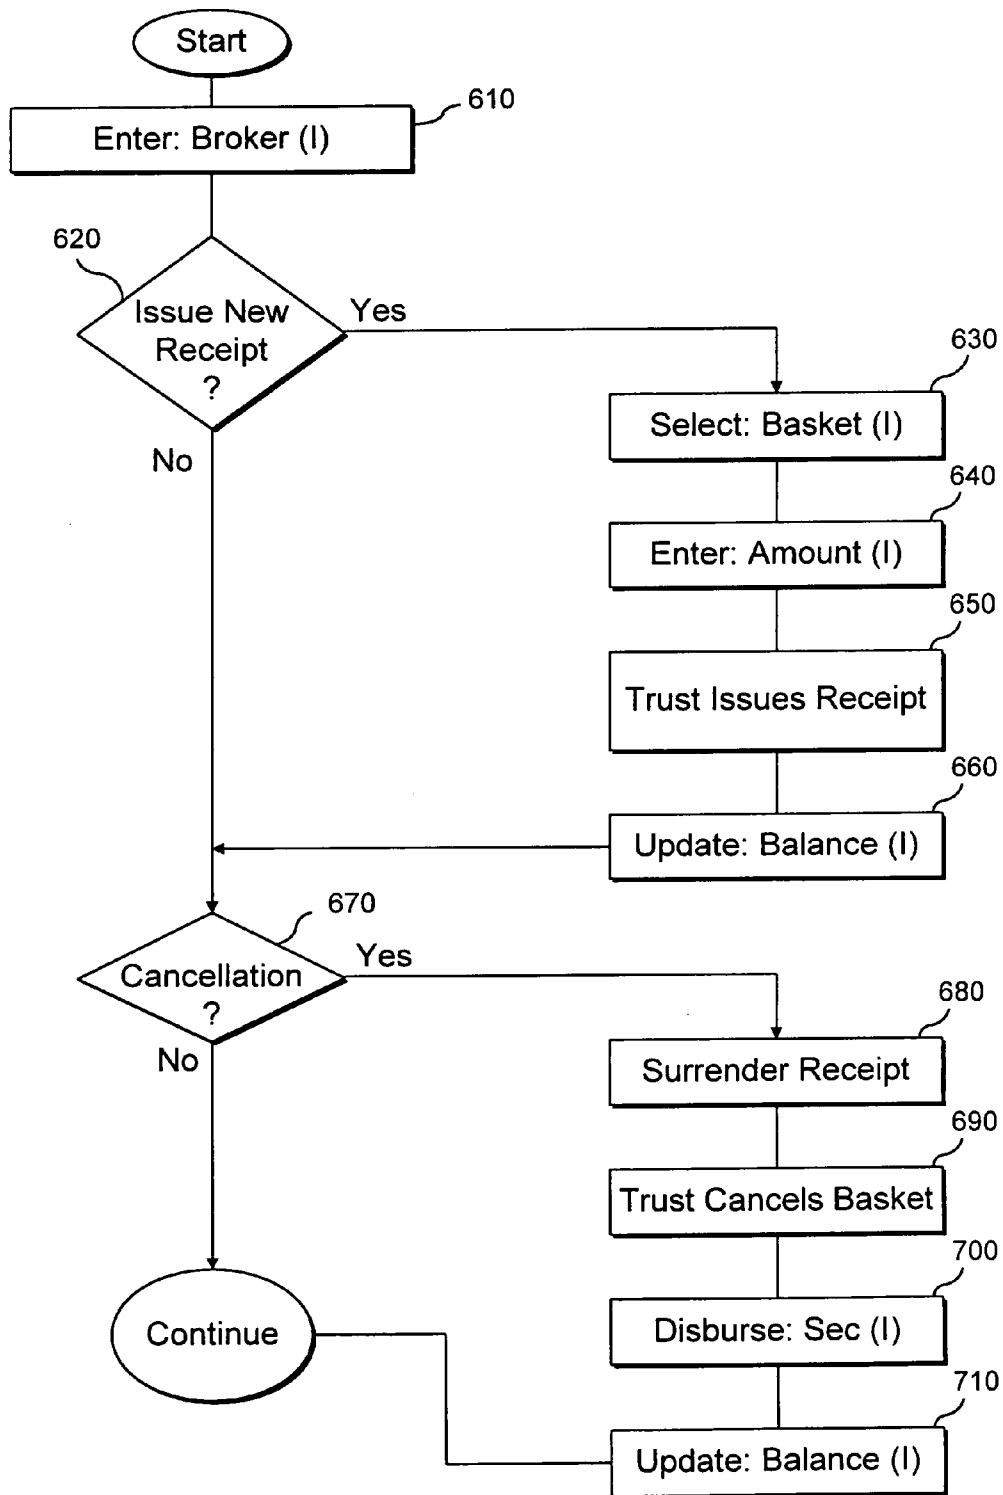 Start
610
Enter: Broker (I)
620
Issue New
Receipt
?
Yes
No
630
Select: Basket (I)
640
Enter: Amount (I)
650
Trust Issues Receipt
660
Update: Balance (I)
670
Cancellation
?
Yes
No
680
Surrender Receipt
690
Trust Cancels Basket
700
Disburse: Sec (I)
710
Update: Balance (I)
Continue